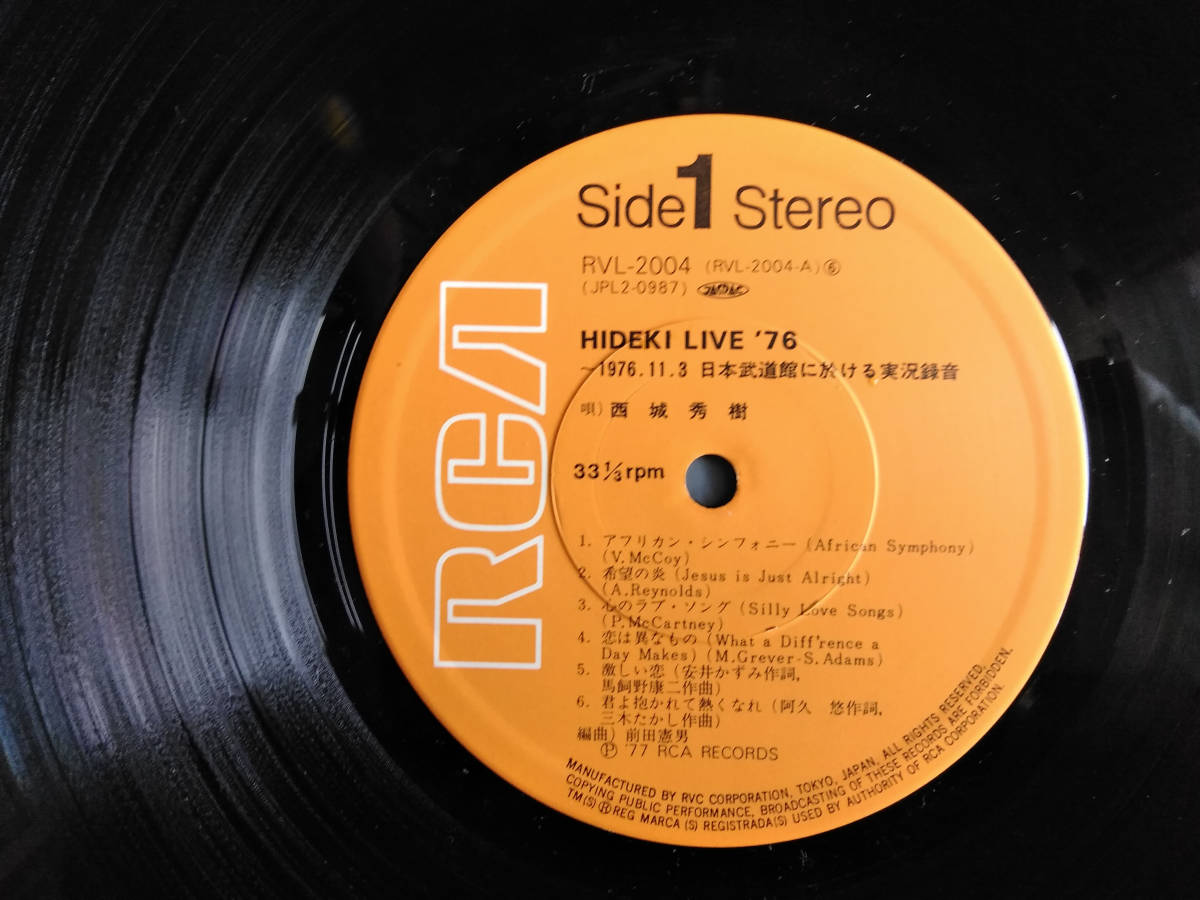 Side 1 Stereo
RVL-2004 (RVL-2004-A)⑥
(JPL2-0987) JASRAC
HIDEKI LIVE '76
~1976.11.3 日本武道館に於ける実況録音
唄) 西城秀樹
33⅓rpm
RCA
1. アフリカン・シンフォニー (African Symphony)
(V. McCoy)
2. 希望の炎 (Jesus is Just Alright)
(A. Reynolds)
3. 心のラブ・ソング (Silly Love Songs)
(P. McCartney)
4. 恋は異なもの (What a Diff'rence a
Day Makes) (M. Grever-S. Adams)
5. 激しい恋 (安井かずみ作詞,
馬飼野康二作曲)
6. 君よ抱かれて熱くなれ (阿久 悠作詞,
三木たかし作曲)
編曲) 前田憲男
Ⓟ '77 RCA RECORDS
MANUFACTURED BY RVC CORPORATION, TOKYO, JAPAN, ALL RIGHTS RESERVED.
COPYING PUBLIC PERFORMANCE, BROADCASTING OF THESE RECORDS ARE FORBIDDEN.
TM(S) ® REG MARCA (S) REGISTRADA(S) USED BY AUTHORITY OF RCA CORPORATION.